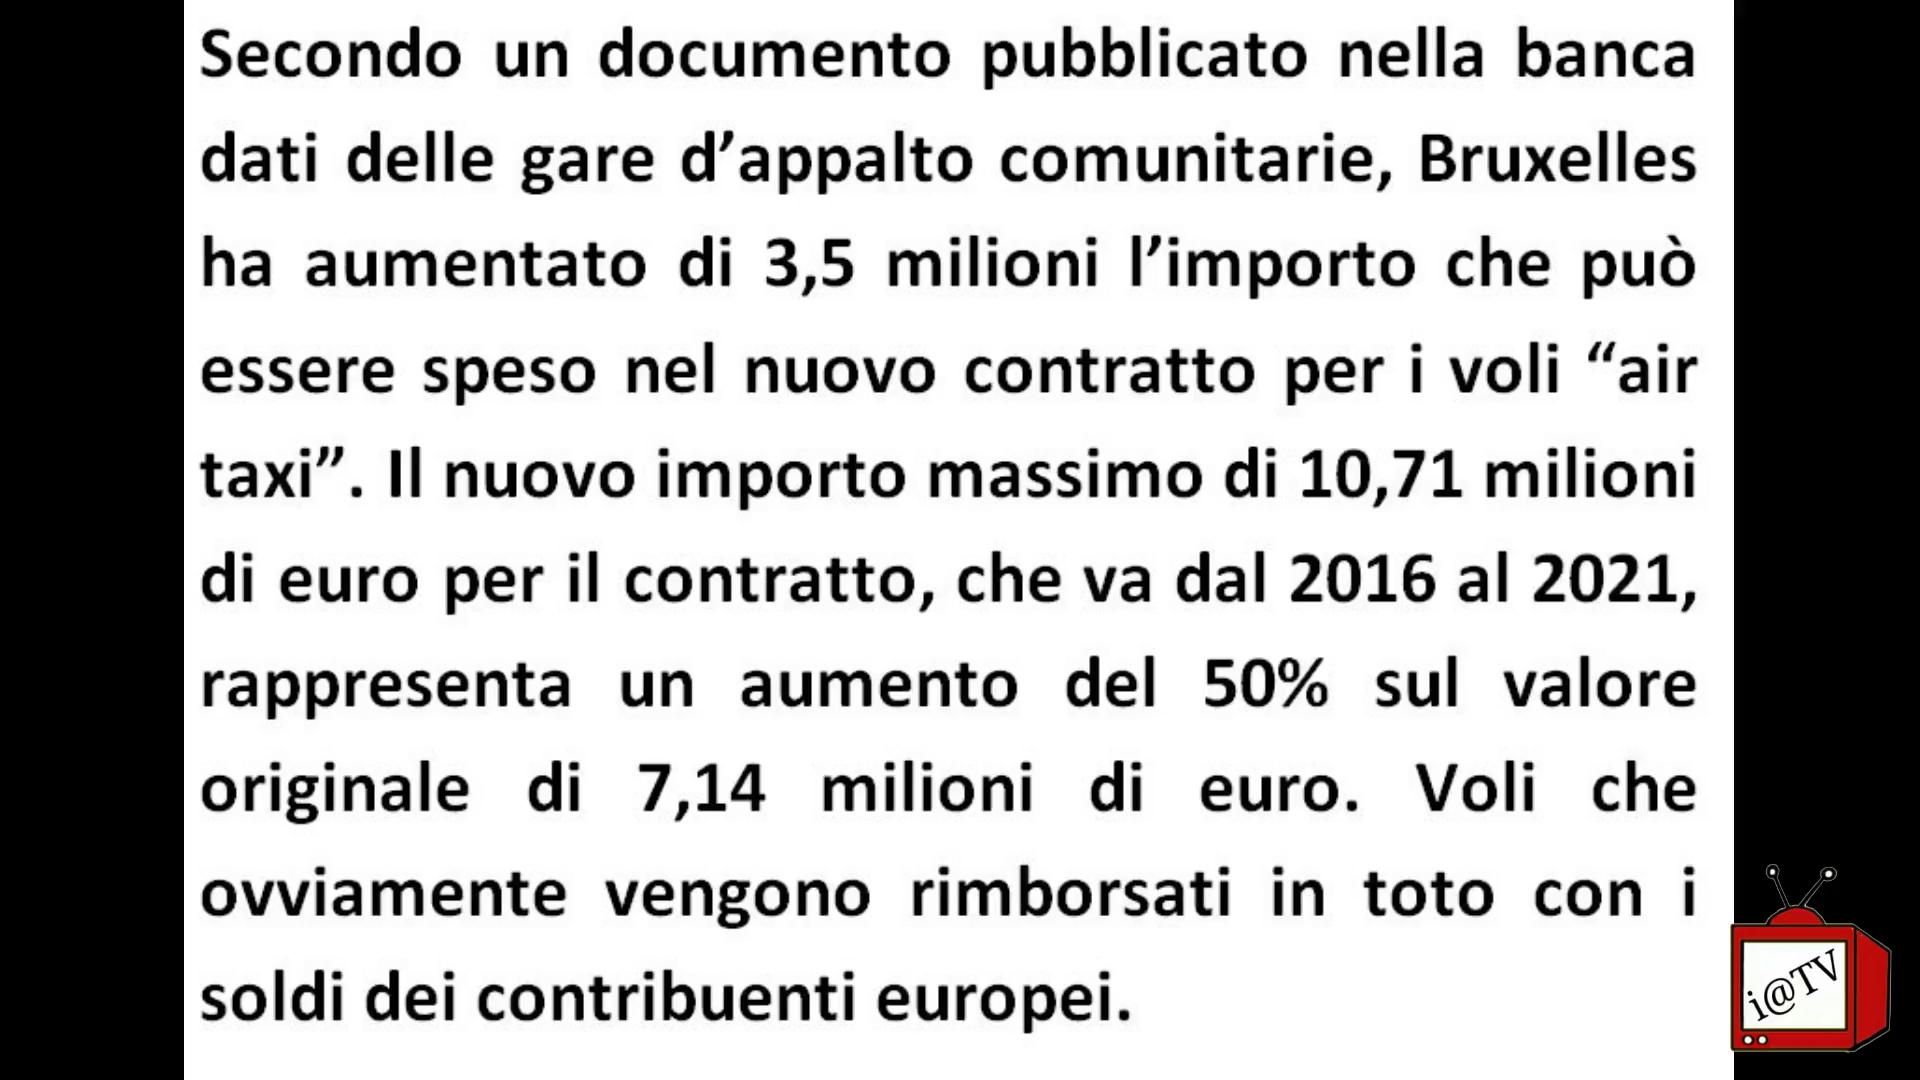 Secondo un documento pubblicato nella banca
dati delle gare d’appalto comunitarie, Bruxelles
ha aumentato di 3,5 milioni l’importo che può
essere speso nel nuovo contratto per i voli “air
taxi”. Il nuovo importo massimo di 10,71 milioni
di euro per il contratto, che va dal 2016 al 2021,
rappresenta un aumento del 50% sul valore
originale di 7,14 milioni di euro. Voli che
ovviamente vengono rimborsati in toto con i
soldi dei contribuenti europei.
i@TV